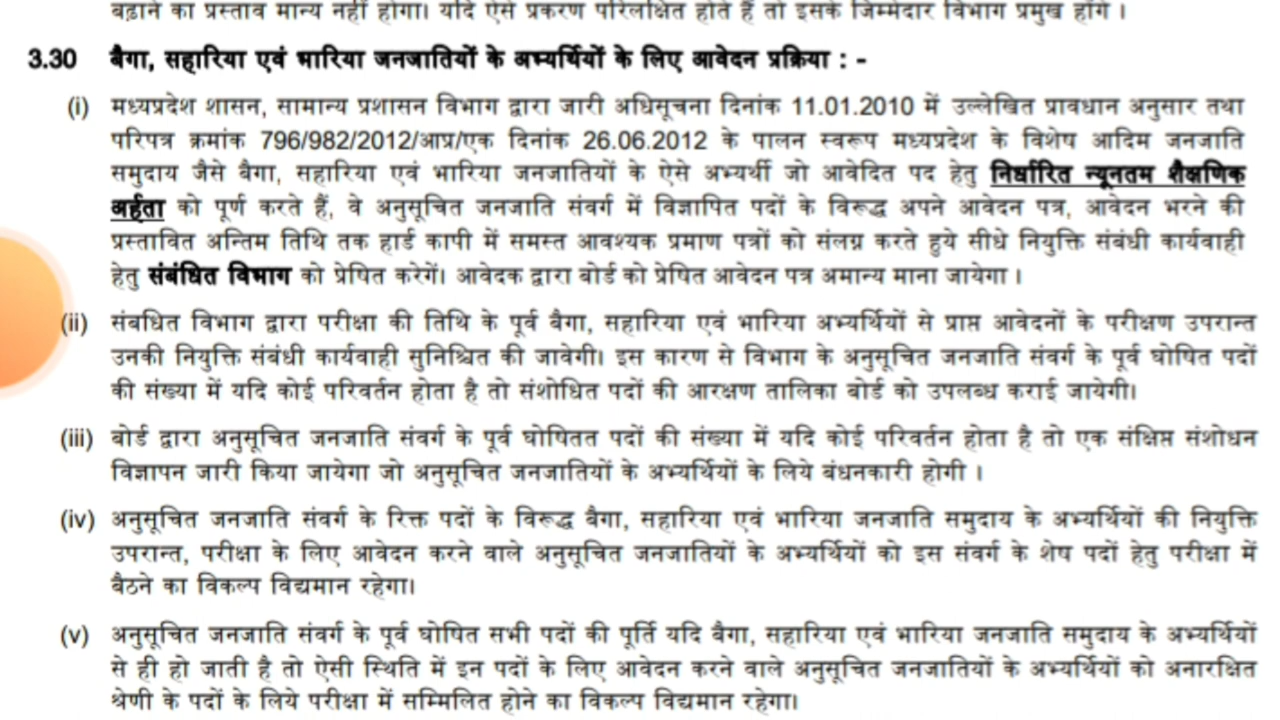 बढ़ाने का प्रस्ताव मान्य नहीं होगा। यदि ऐसे प्रकरण परिलक्षित होते हैं तो इसके जिम्मेदार विभाग प्रमुख होंगे ।
3.30 बैगा, सहारिया एवं भारिया जनजातियों के अभ्यर्थियों के लिए आवेदन प्रक्रिया : -
(i) मध्यप्रदेश शासन, सामान्य प्रशासन विभाग द्वारा जारी अधिसूचना दिनांक 11.01.2010 में उल्लेखित प्रावधान अनुसार तथा
परिपत्र क्रमांक 796/982/2012/आप्र/एक दिनांक 26.06.2012 के पालन स्वरूप मध्यप्रदेश के विशेष आदिम जनजाति
समुदाय जैसे बैगा, सहारिया एवं भारिया जनजातियों के ऐसे अभ्यर्थी जो आवेदित पद हेतु निर्धारित न्यूनतम शैक्षणिक
अर्हता को पूर्ण करते हैं, वे अनुसूचित जनजाति संवर्ग में विज्ञापित पदों के विरूद्ध अपने आवेदन पत्र, आवेदन भरने की
प्रस्तावित अन्तिम तिथि तक हार्ड कापी में समस्त आवश्यक प्रमाण पत्रों को संलग्न करते हुये सीधे नियुक्ति संबंधी कार्यवाही
हेतु संबंधित विभाग को प्रेषित करेगें। आवेदक द्वारा बोर्ड को प्रेषित आवेदन पत्र अमान्य माना जायेगा ।
(ii) संबधित विभाग द्वारा परीक्षा की तिथि के पूर्व बैगा, सहारिया एवं भारिया अभ्यर्थियों से प्राप्त आवेदनों के परीक्षण उपरान्त
उनकी नियुक्ति संबंधी कार्यवाही सुनिश्चित की जावेगी। इस कारण से विभाग के अनुसूचित जनजाति संवर्ग के पूर्व घोषित पदों
की संख्या में यदि कोई परिवर्तन होता है तो संशोधित पदों की आरक्षण तालिका बोर्ड को उपलब्ध कराई जायेगी।
(iii) बोर्ड द्वारा अनुसूचित जनजाति संवर्ग के पूर्व घोषितत पदों की संख्या में यदि कोई परिवर्तन होता है तो एक संक्षिप्त संशोधन
विज्ञापन जारी किया जायेगा जो अनुसूचित जनजातियों के अभ्यर्थियों के लिये बंधनकारी होगी ।
(iv) अनुसूचित जनजाति संवर्ग के रिक्त पदों के विरूद्ध बैगा, सहारिया एवं भारिया जनजाति समुदाय के अभ्यर्थियों की नियुक्ति
उपरान्त, परीक्षा के लिए आवेदन करने वाले अनुसूचित जनजातियों के अभ्यर्थियों को इस संवर्ग के शेष पदों हेतु परीक्षा में
बैठने का विकल्प विद्यमान रहेगा।
(v) अनुसूचित जनजाति संवर्ग के पूर्व घोषित सभी पदों की पूर्ति यदि बैगा, सहारिया एवं भारिया जनजाति समुदाय के अभ्यर्थियों
से ही हो जाती है तो ऐसी स्थिति में इन पदों के लिए आवेदन करने वाले अनुसूचित जनजातियों के अभ्यर्थियों को अनारक्षित
श्रेणी के पदों के लिये परीक्षा में सम्मिलित होने का विकल्प विद्यमान रहेगा।